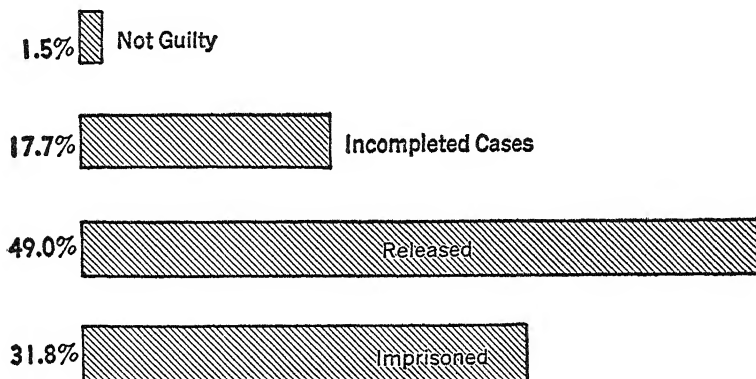 1.5% Not Guilty
17.7% Incompleted Cases
49.0% Released
31.8% Imprisoned